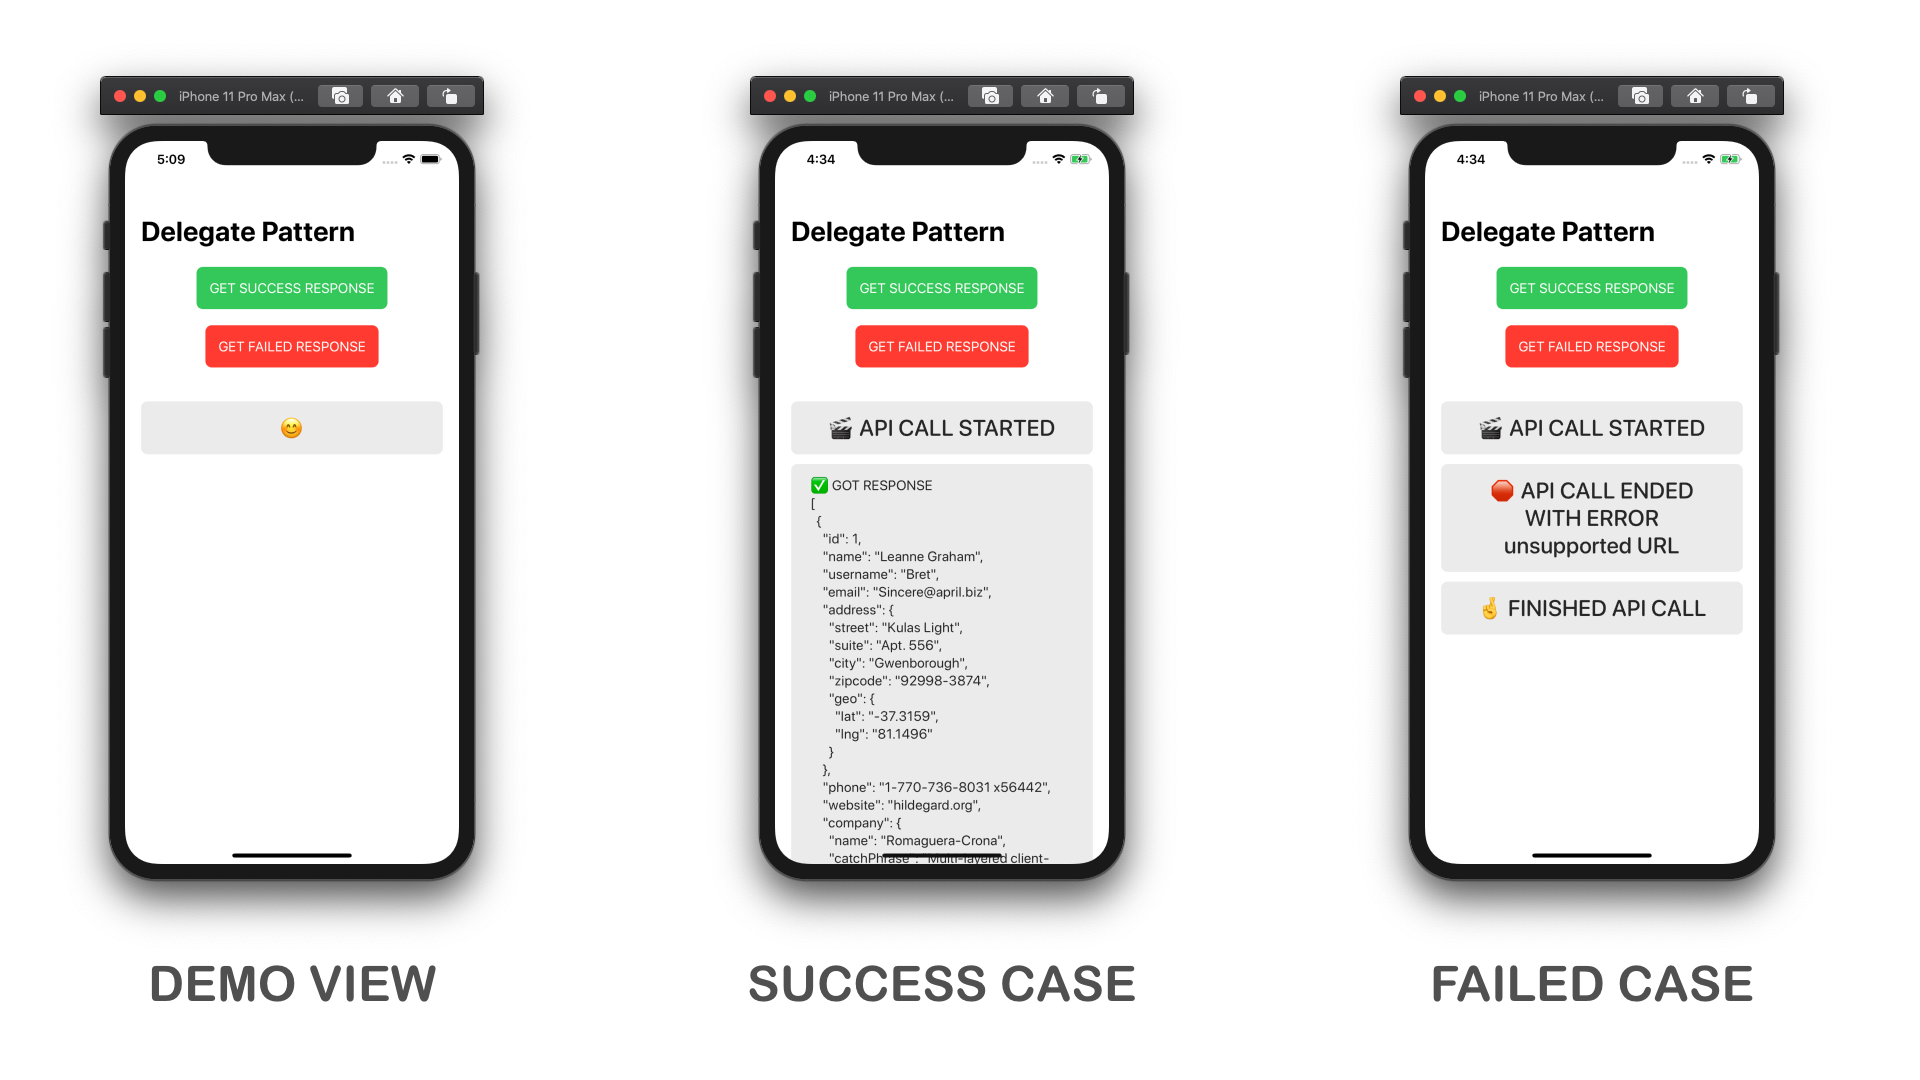 iPhone 11 Pro Max (...
5:09
Delegate Pattern
GET SUCCESS RESPONSE
GET FAILED RESPONSE
😊
DEMO VIEW
iPhone 11 Pro Max (...
4:34
Delegate Pattern
GET SUCCESS RESPONSE
GET FAILED RESPONSE
🎬 API CALL STARTED
✅ GOT RESPONSE
[
{
"id": 1,
"name": "Leanne Graham",
"username": "Bret",
"email": "Sincere@april.biz",
"address": {
"street": "Kulas Light",
"suite": "Apt. 556",
"city": "Gwenborough",
"zipcode": "92998-3874",
"geo": {
"lat": "-37.3159",
"lng": "81.1496"
}
},
"phone": "1-770-736-8031 x56442",
"website": "hildegard.org",
"company": {
"name": "Romaguera-Crona",
"catchPhrase": "Multi-layered client-
SUCCESS CASE
iPhone 11 Pro Max (...
4:34
Delegate Pattern
GET SUCCESS RESPONSE
GET FAILED RESPONSE
🎬 API CALL STARTED
🛑 API CALL ENDED
WITH ERROR
unsupported URL
🤞 FINISHED API CALL
FAILED CASE